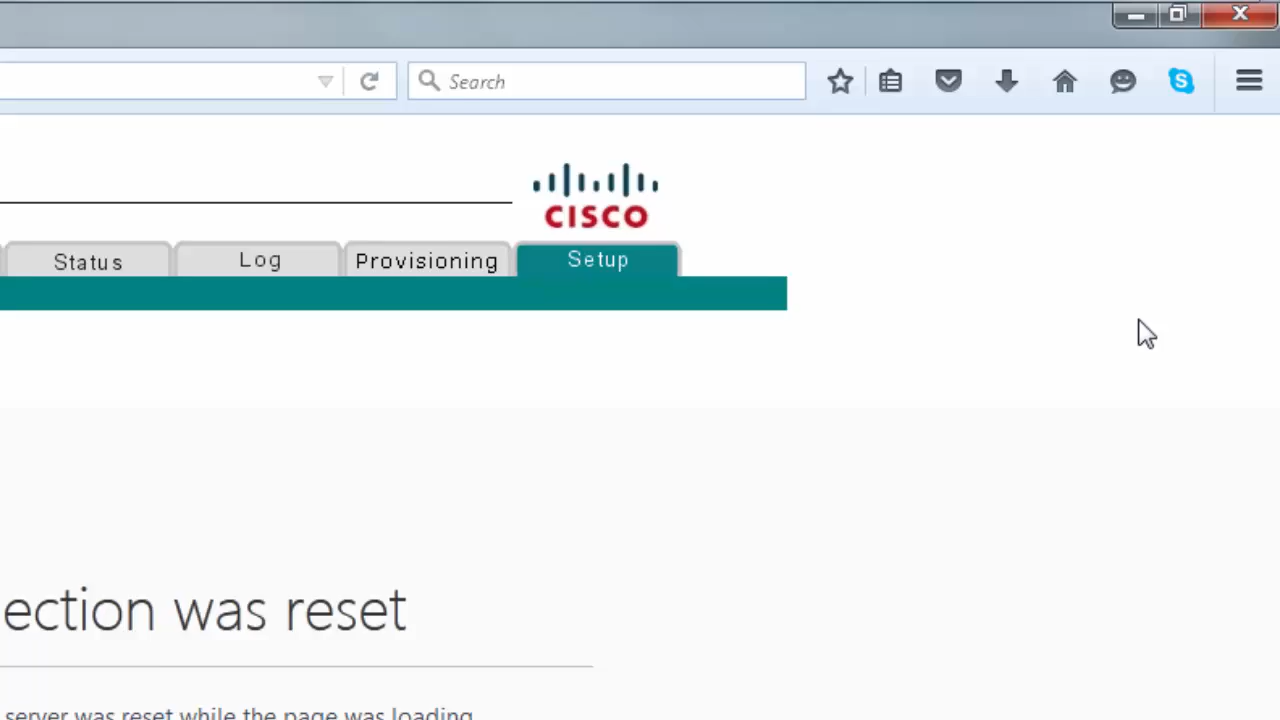 Search
CISCO
Status Log Provisioning Setup
ection was reset
server was reset while the page was loading.